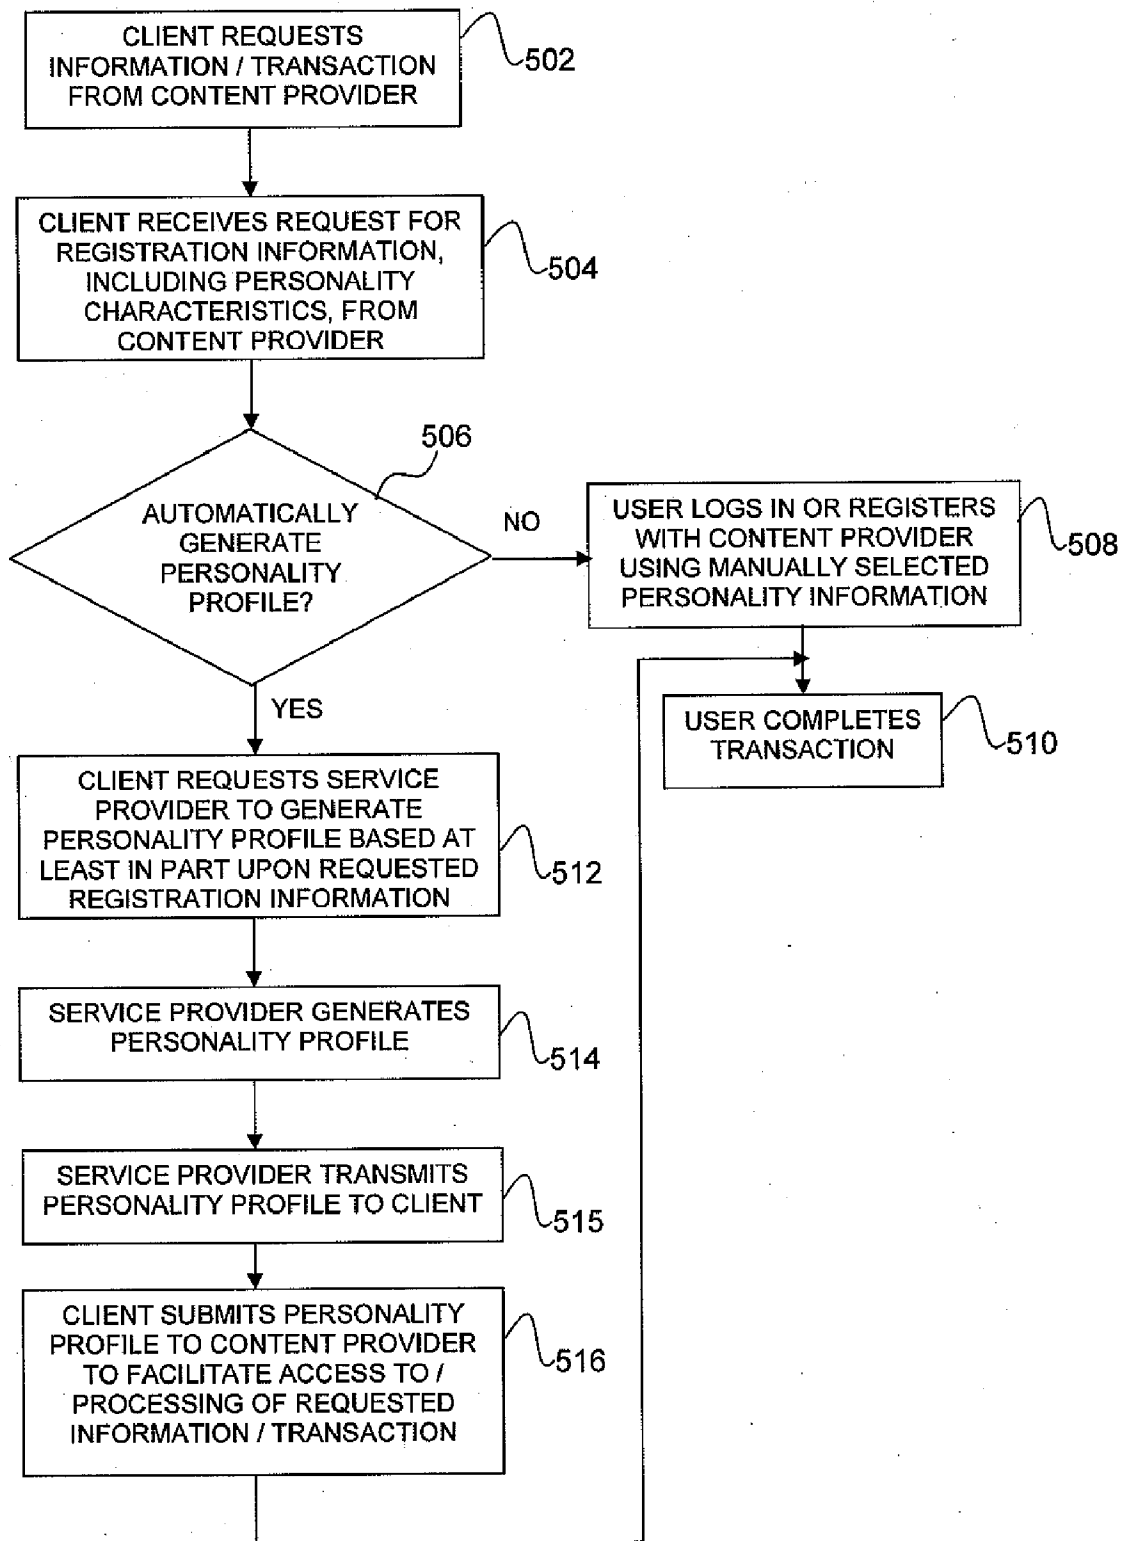 CLIENT REQUESTS
INFORMATION / TRANSACTION
FROM CONTENT PROVIDER
502
CLIENT RECEIVES REQUEST FOR
REGISTRATION INFORMATION,
INCLUDING PERSONALITY
CHARACTERISTICS, FROM
CONTENT PROVIDER
504
506
AUTOMATICALLY
GENERATE
PERSONALITY
PROFILE?
NO
USER LOGS IN OR REGISTERS
WITH CONTENT PROVIDER
USING MANUALLY SELECTED
PERSONALITY INFORMATION
508
YES
USER COMPLETES
TRANSACTION
510
CLIENT REQUESTS SERVICE
PROVIDER TO GENERATE
PERSONALITY PROFILE BASED AT
LEAST IN PART UPON REQUESTED
REGISTRATION INFORMATION
512
SERVICE PROVIDER GENERATES
PERSONALITY PROFILE
514
SERVICE PROVIDER TRANSMITS
PERSONALITY PROFILE TO CLIENT
515
CLIENT SUBMITS PERSONALITY
PROFILE TO CONTENT PROVIDER
TO FACILITATE ACCESS TO /
PROCESSING OF REQUESTED
INFORMATION / TRANSACTION
516